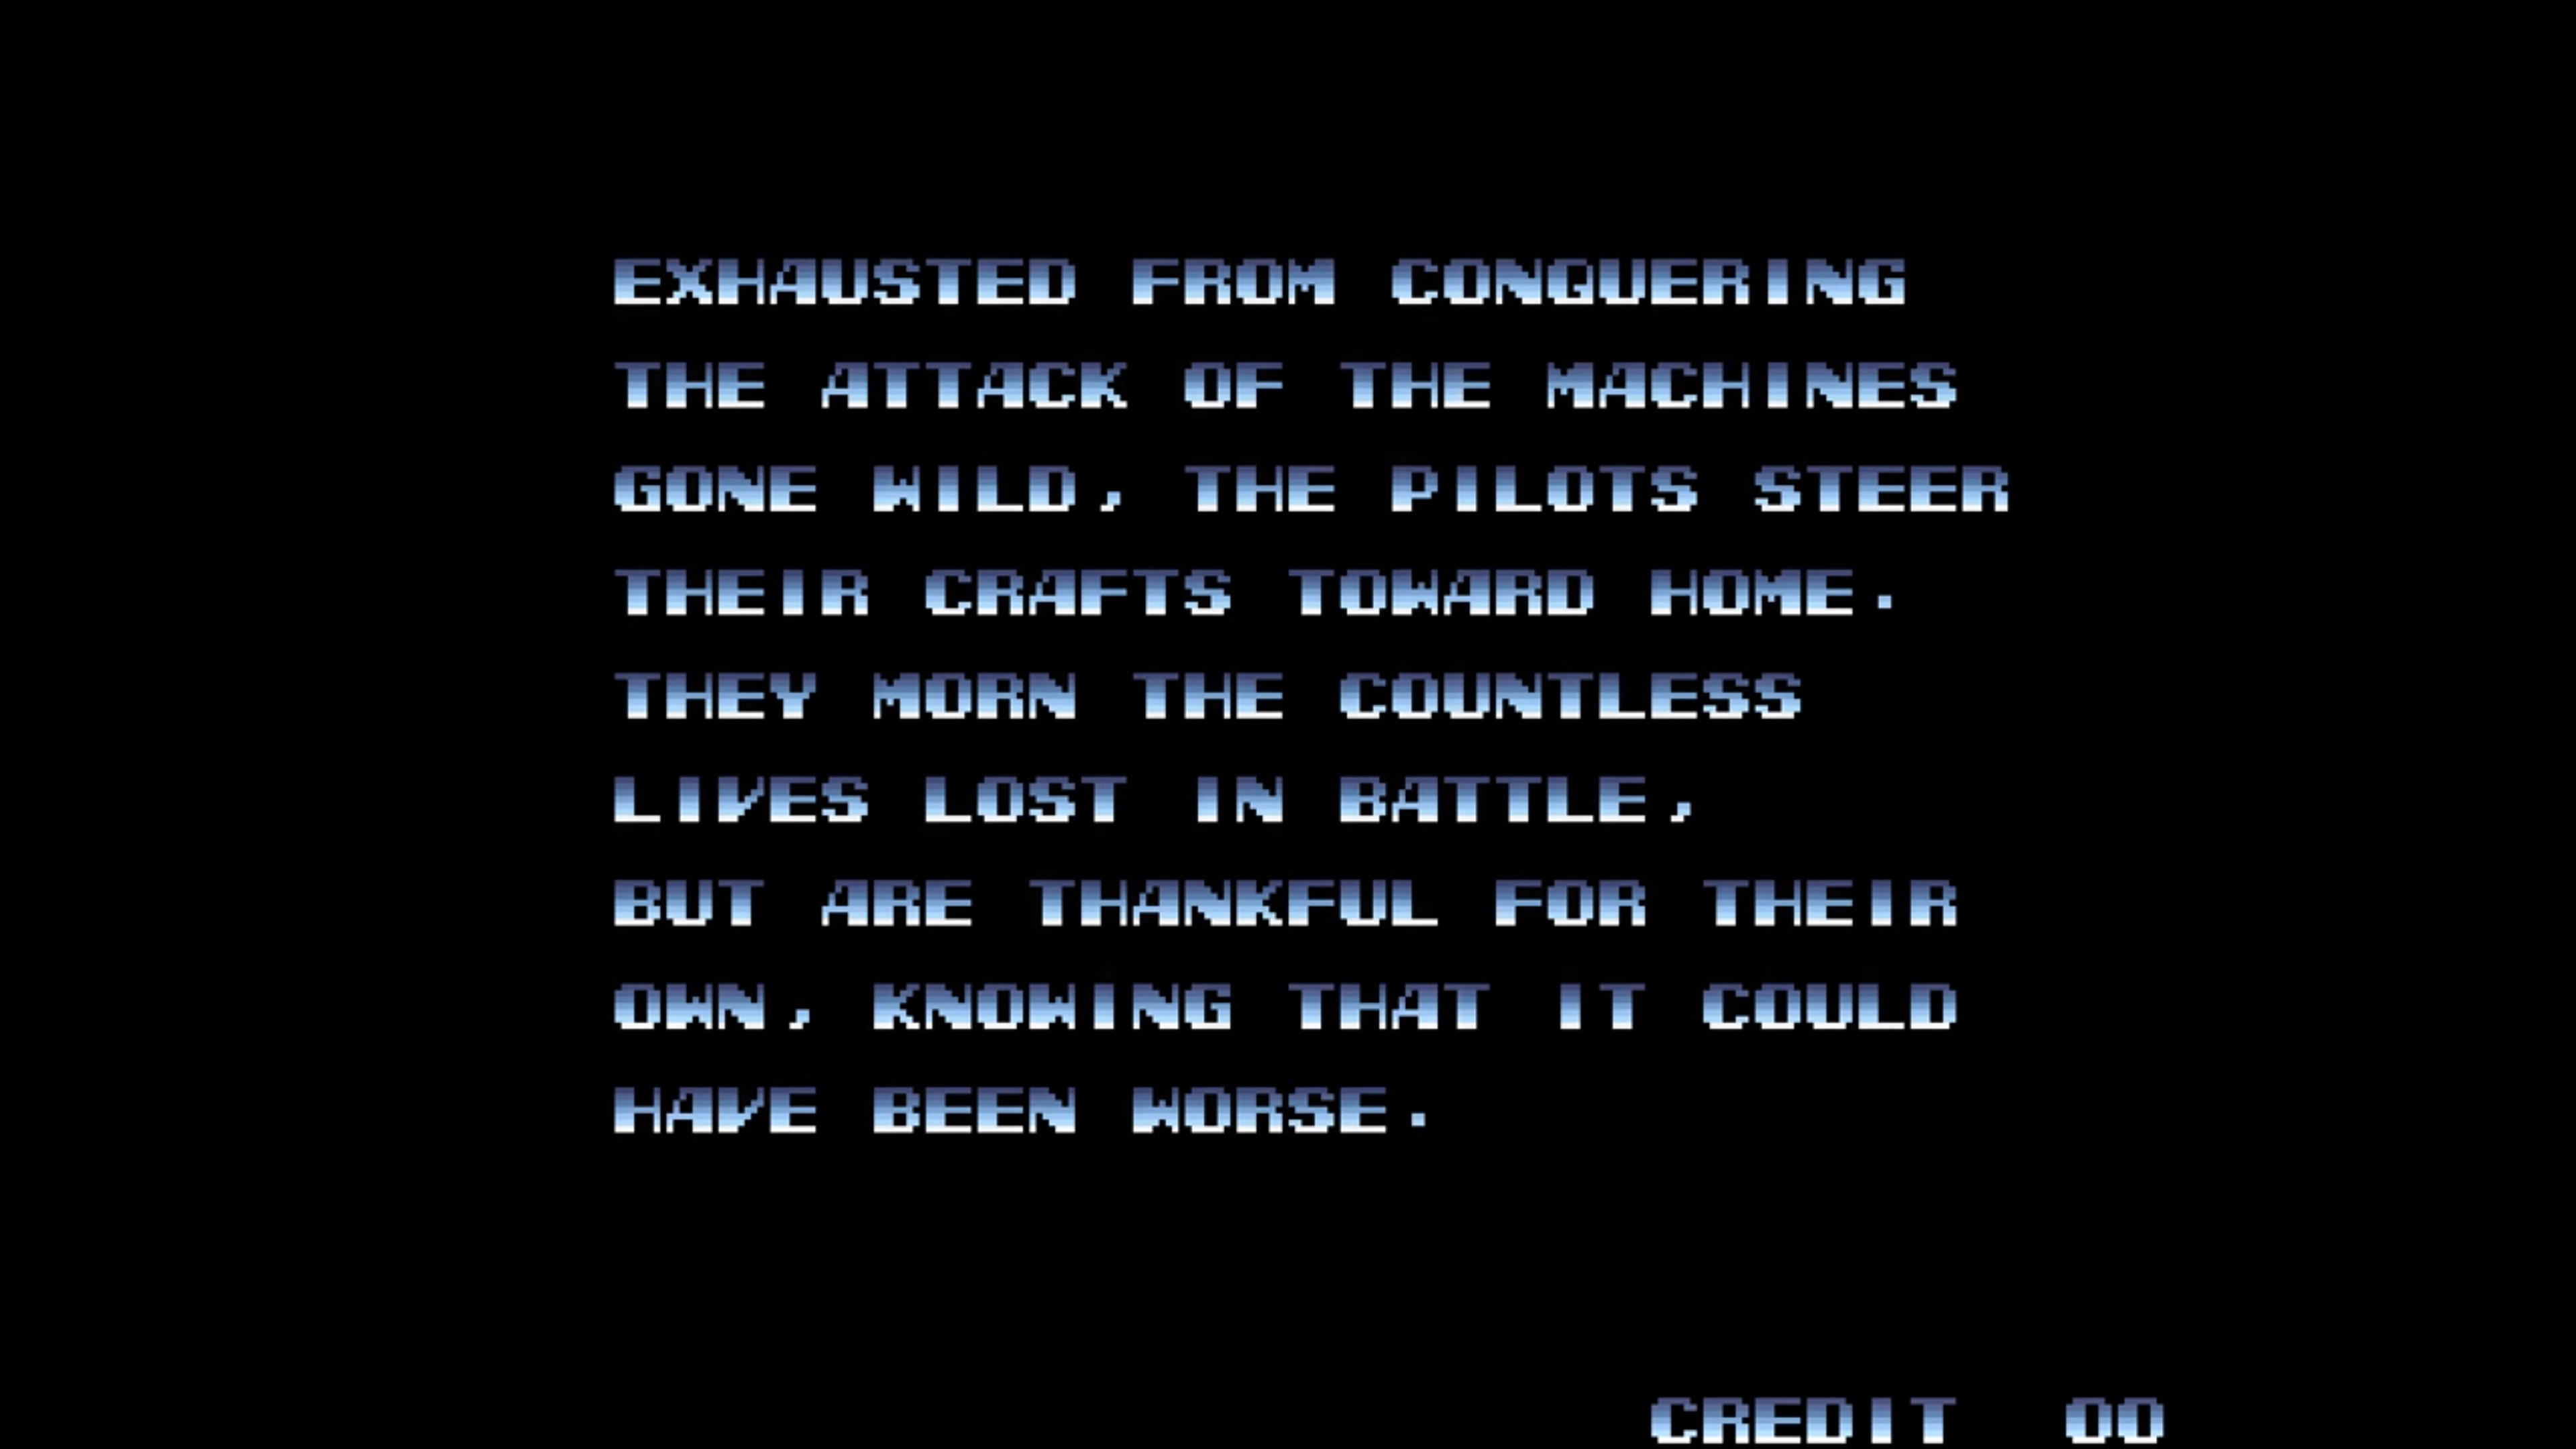 EXHAUSTED FROM CONQUERING
THE ATTACK OF THE MACHINES
GONE WILD, THE PILOTS STEER
THEIR CRAFTS TOWARD HOME.
THEY MORN THE COUNTLESS
LIVES LOST IN BATTLE,
BUT ARE THANKFUL FOR THEIR
OWN, KNOWING THAT IT COULD
HAVE BEEN WORSE.
CREDIT 00